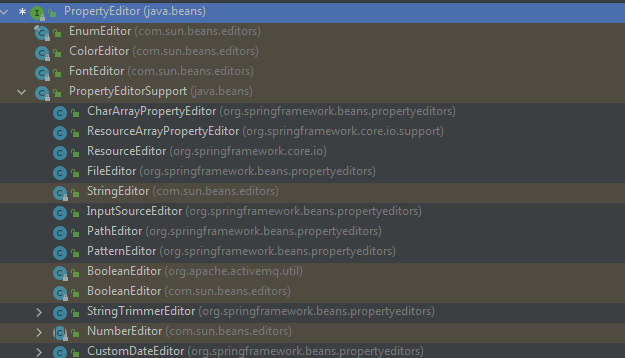 * PropertyEditor (java.beans)
EnumEditor (com.sun.beans.editors)
ColorEditor (com.sun.beans.editors)
FontEditor (com.sun.beans.editors)
PropertyEditorSupport (java.beans)
CharArrayPropertyEditor (org.springframework.beans.propertyeditors)
ResourceArrayPropertyEditor (org.springframework.core.io.support)
ResourceEditor (org.springframework.core.io)
FileEditor (org.springframework.beans.propertyeditors)
StringEditor (com.sun.beans.editors)
InputSourceEditor (org.springframework.beans.propertyeditors)
PathEditor (org.springframework.beans.propertyeditors)
PatternEditor (org.springframework.beans.propertyeditors)
BooleanEditor (org.apache.activemq.util)
BooleanEditor (com.sun.beans.editors)
StringTrimmerEditor (org.springframework.beans.propertyeditors)
NumberEditor (com.sun.beans.editors)
CustomDateEditor (org.springframework.beans.propertyeditors)